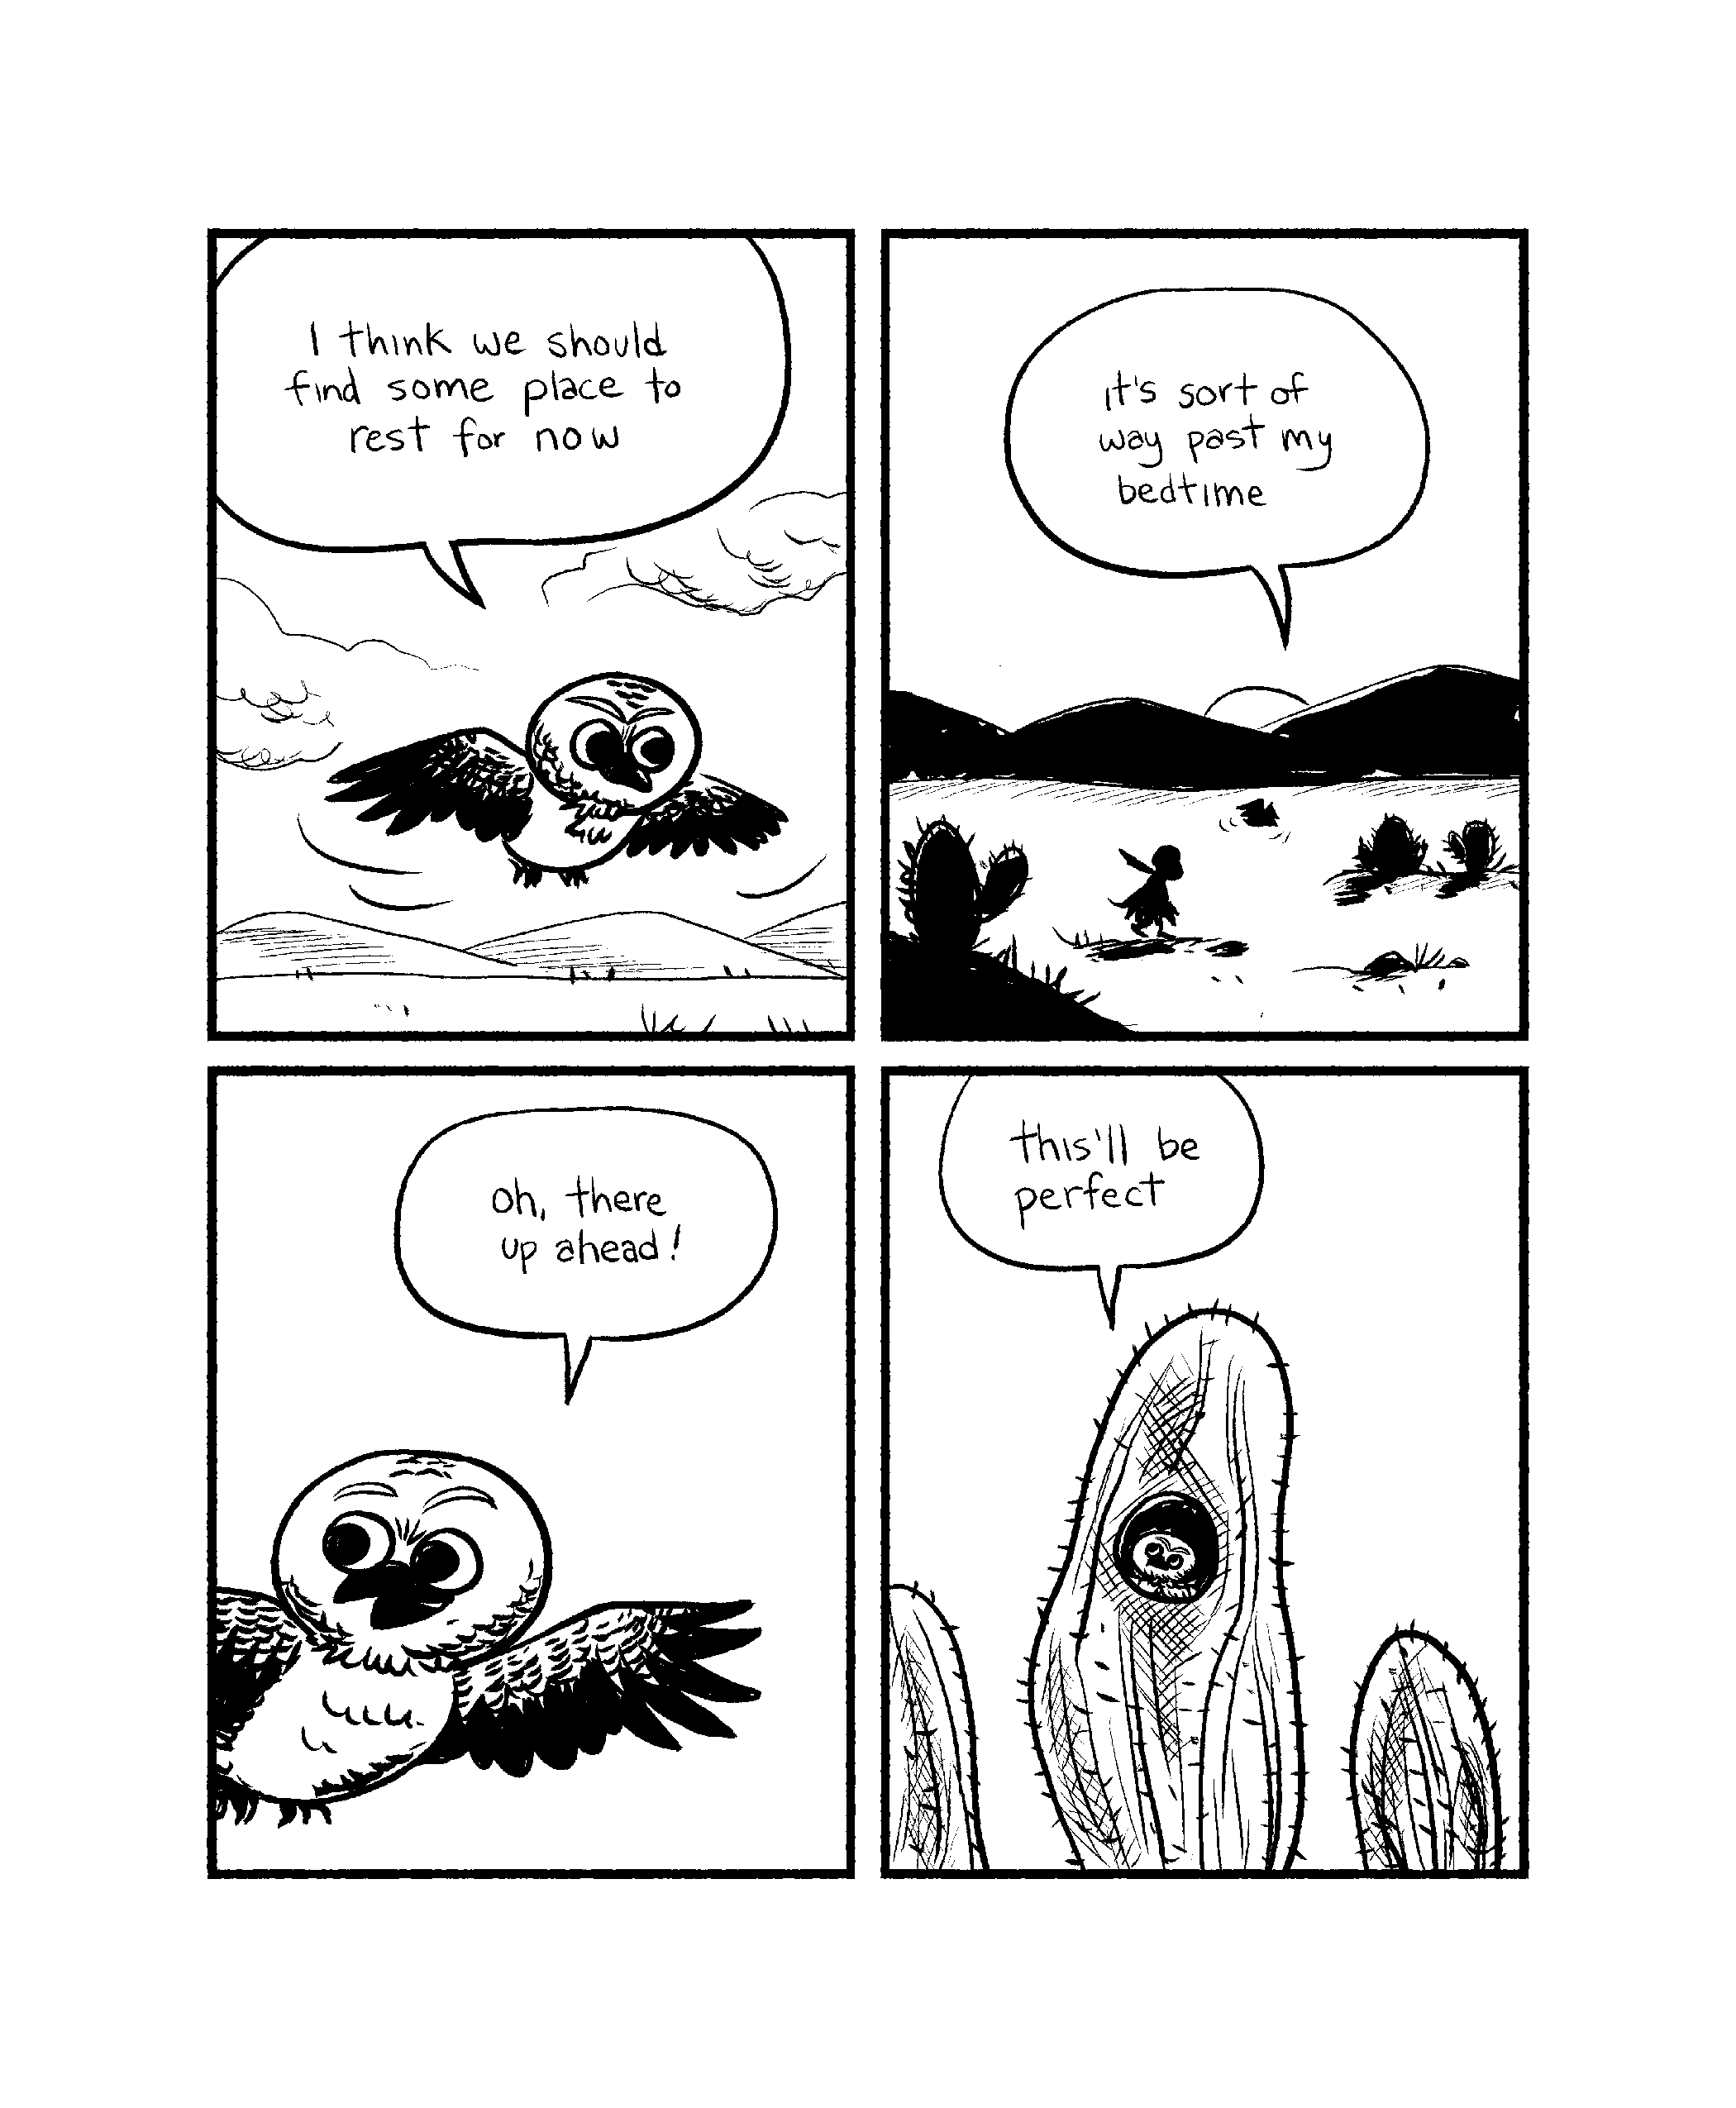 I think we should
find some place to
rest for now
it's sort of
way past my
bedtime
oh, there
up ahead!
this'll be
perfect